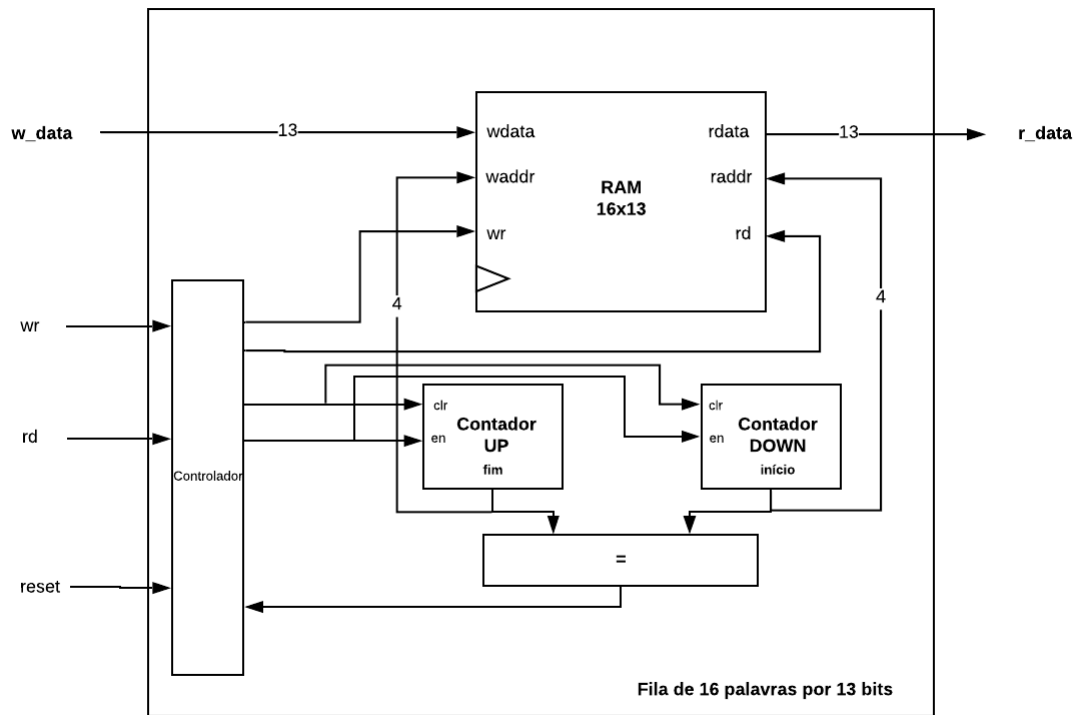 w_data
13
wdata
rdata
13
r_data
waddr
raddr
RAM
16x13
wr
rd
4
4
wr
rd
reset
Controlador
clr
en
Contador
UP
fim
clr
en
Contador
DOWN
início
=
Fila de 16 palavras por 13 bits